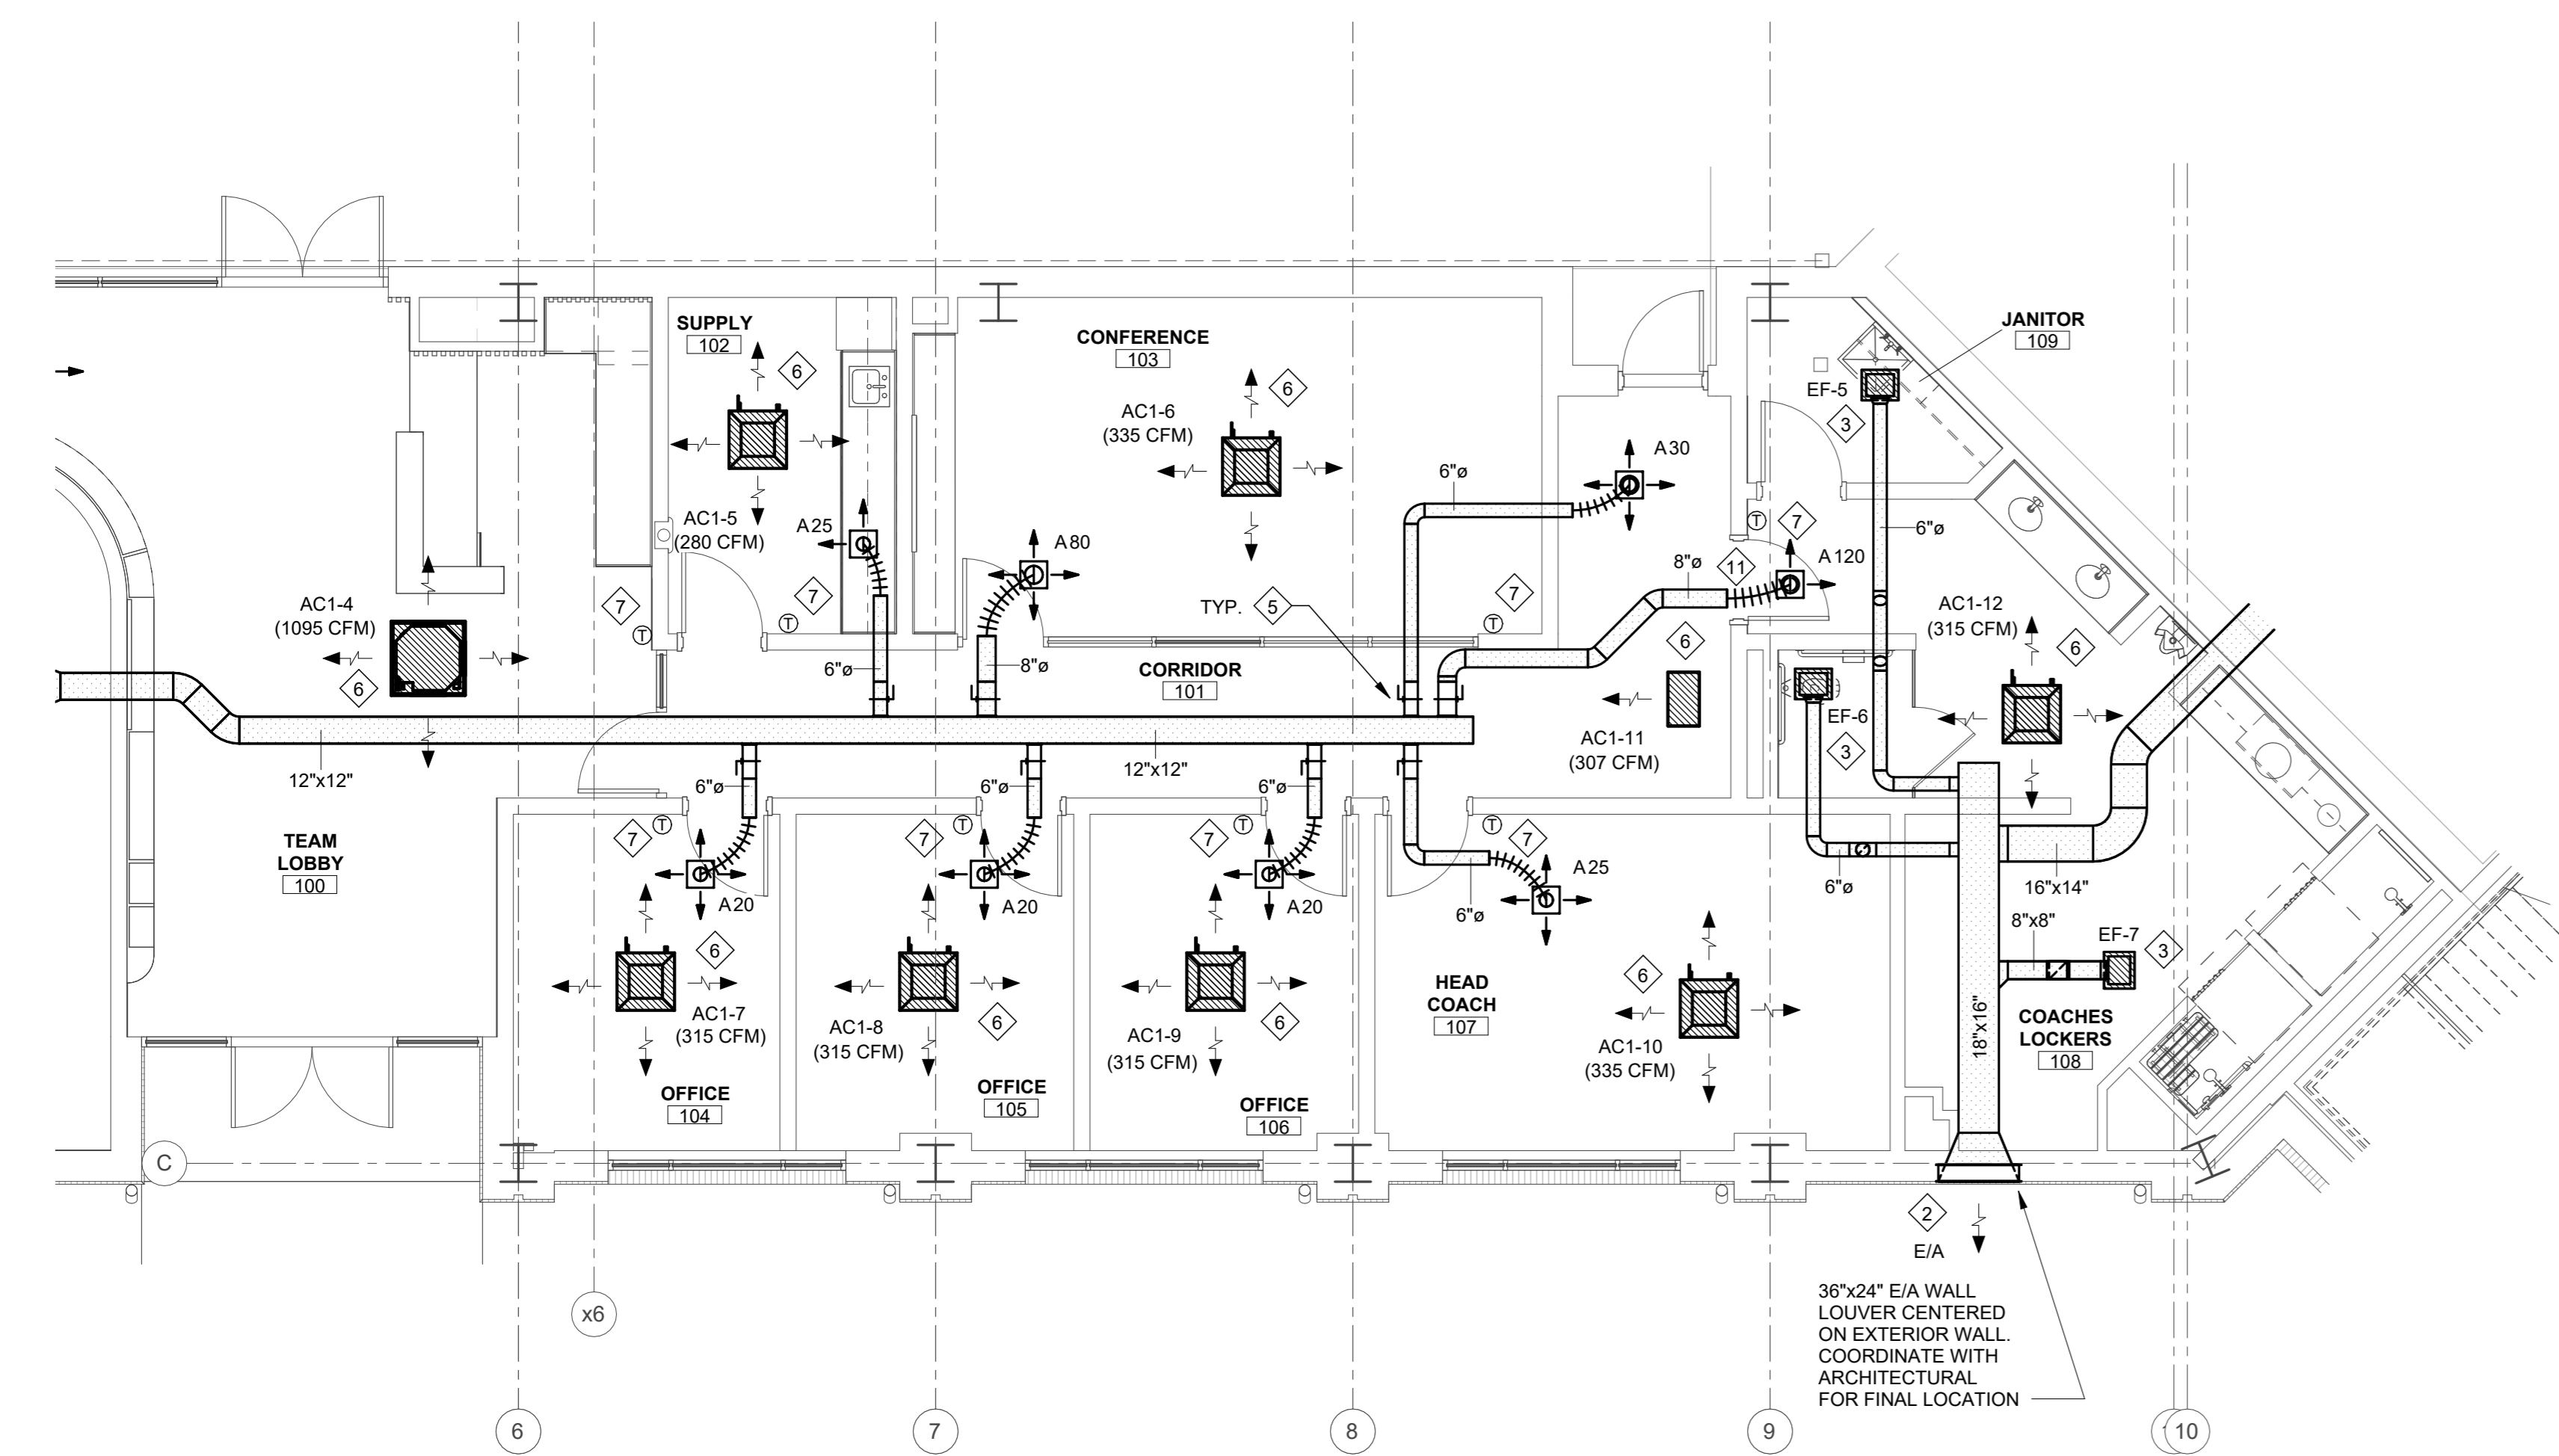 SUPPLY
102
6
CONFERENCE
103
6
JANITOR
109
EF-5
3
AC1-6
(335 CFM)
A30
6"ø
AC1-5
(280 CFM)
A25
7
T
A80
6"ø
8"ø
11
T
7
A120
6"ø
AC1-4
(1095 CFM)
6
7
T
7
T
TYP.
5
7
T
6
AC1-12
(315 CFM)
6
8"ø
CORRIDOR
101
EF-6
3
AC1-11
(307 CFM)
12"x12"
12"x12"
6"ø
6"ø
6"ø
TEAM
LOBBY
100
7
T
7
T
7
T
T
7
A20
A20
A20
A25
6"ø
6"ø
16"x14"
8"x8"
EF-7
3
6
AC1-7
(315 CFM)
AC1-8
(315 CFM)
6
AC1-9
(315 CFM)
6
HEAD
COACH
107
6
AC1-10
(335 CFM)
18"x16"
COACHES
LOCKERS
108
OFFICE
104
OFFICE
105
OFFICE
106
C
2
E/A
36"x24" E/A WALL
LOUVER CENTERED
ON EXTERIOR WALL.
COORDINATE WITH
ARCHITECTURAL
FOR FINAL LOCATION
x6
6
7
8
9
10